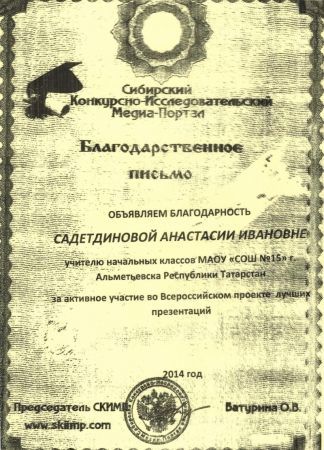 Сибирский
Конкурсно-Исследовательский
Медиа-Портал
Благодарственное
письмо
ОБЪЯВЛЯЕМ БЛАГОДАРНОСТЬ
САДЕТДИНОВОЙ АНАСТАСИИ ИВАНОВНЕ
учителю начальных классов МАОУ «СОШ №15» г.
Альметьевска Республики Татарстан
за активное участие во Всероссийском проекте лучших
презентаций
2014 год
Председатель СКИМП Ватурина О.В.
www.skimp.com